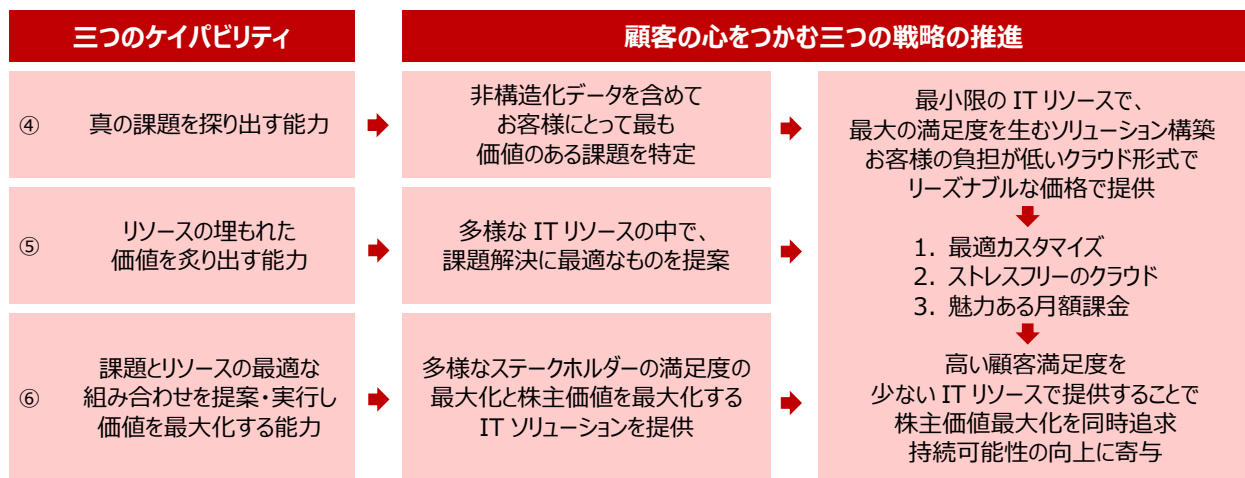 三つのケイパビリティ
顧客の心をつかむ三つの戦略の推進
④
真の課題を探り出す能力
非構造化データを含めて
お客様にとって最も
価値のある課題を特定
⑤
リソースの埋もれた
価値を炙り出す能力
多様な IT リソースの中で、
課題解決に最適なものを提案
⑥
課題とリソースの最適な
組み合わせを提案・実行し
価値を最大化する能力
多様なステークホルダーの満足度の
最大化と株主価値を最大化する
IT ソリューションを提供
最小限の IT リソースで、
最大の満足度を生むソリューション構築
お客様の負担が低いクラウド形式で
リーズナブルな価格で提供
1. 最適カスタマイズ
2. ストレスフリーのクラウド
3. 魅力ある月額課金
高い顧客満足度を
少ない IT リソースで提供することで
株主価値最大化を同時追求
持続可能性の向上に寄与